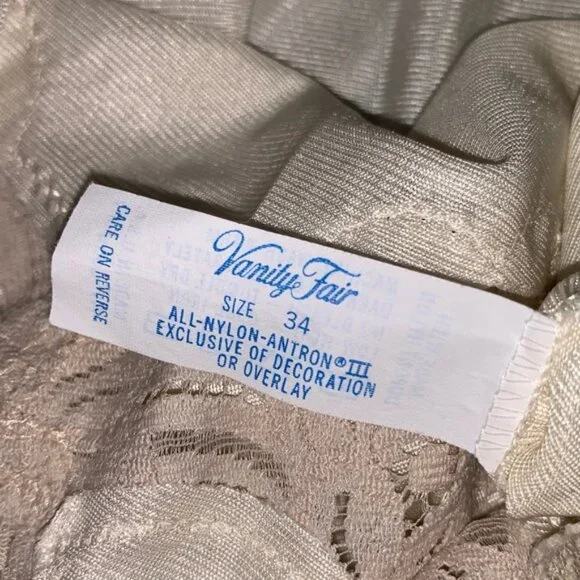 Vanity Fair
SIZE 34
ALL-NYLON-ANTRON® III
EXCLUSIVE OF DECORATION
OR OVERLAY
CARE ON REVERSE